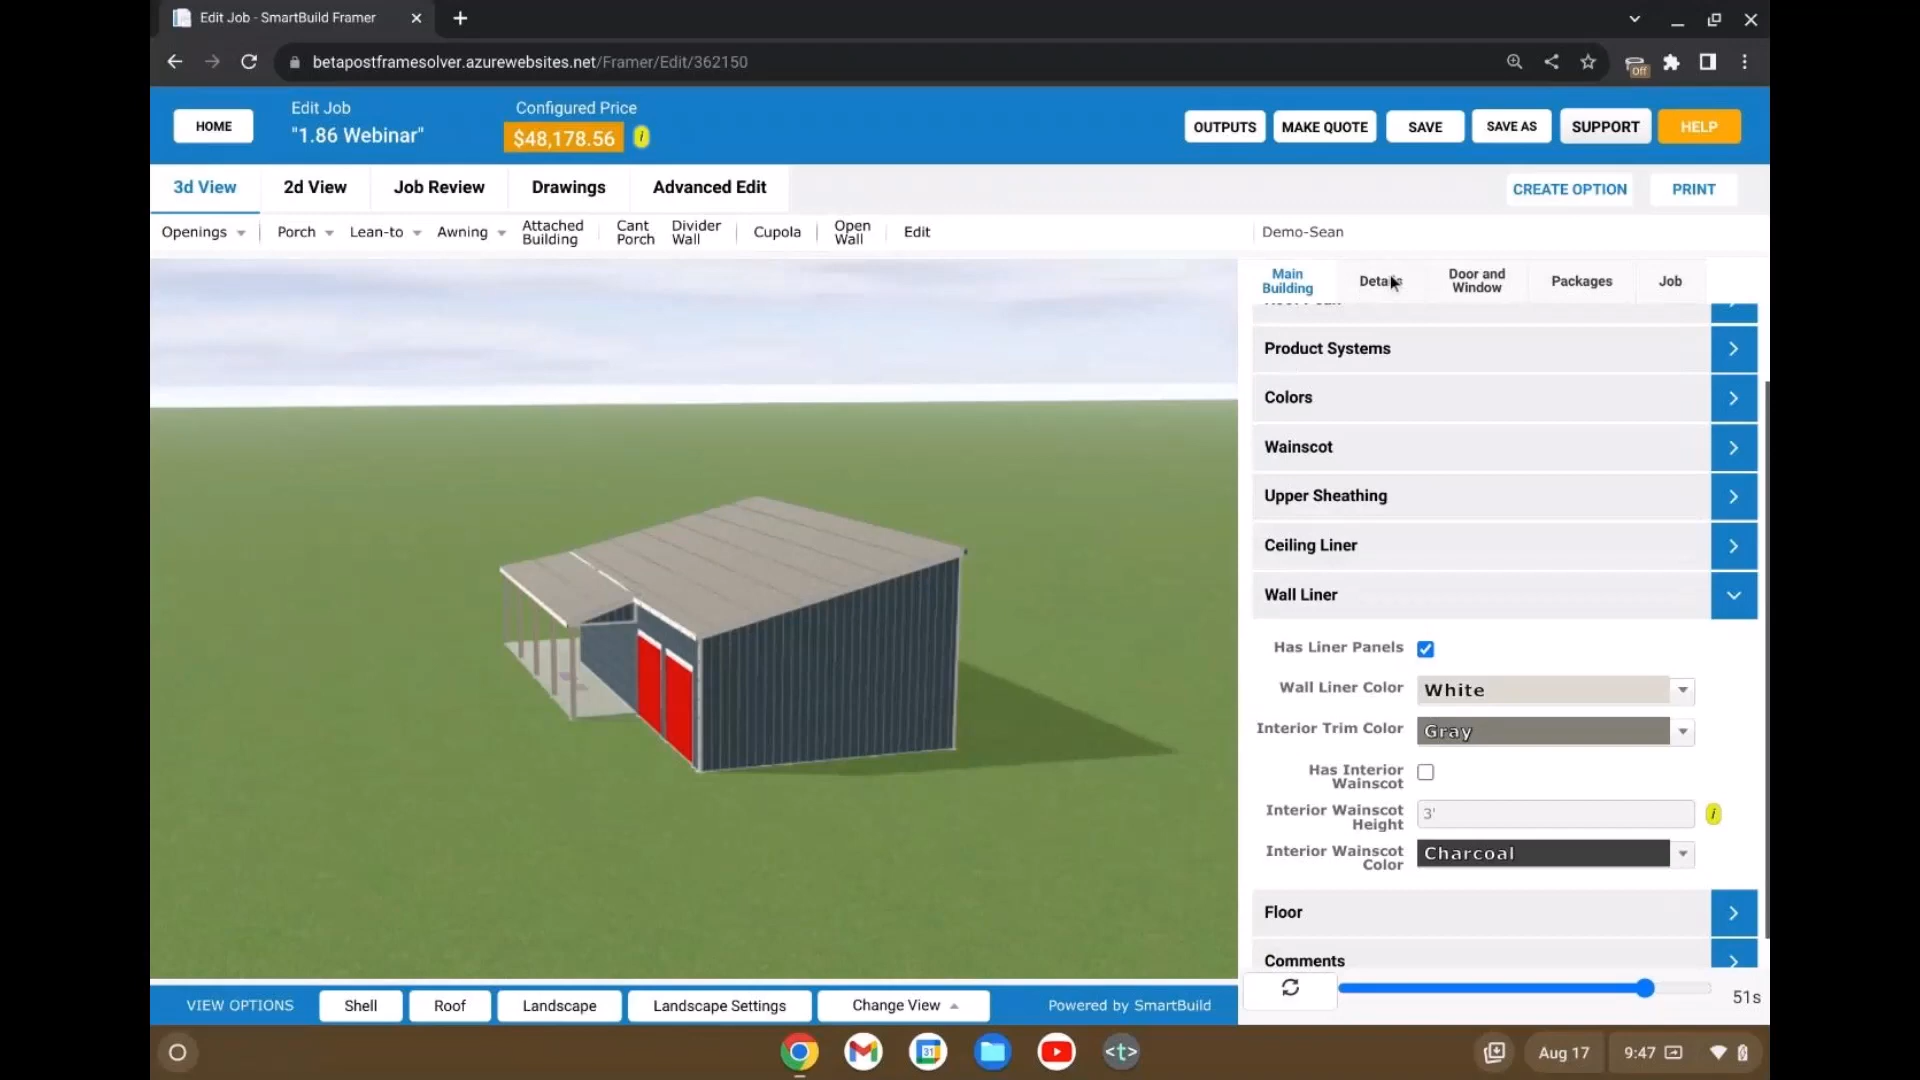 Edit Job - SmartBuild Framer
betapostframesolver.azurewebsites.net/Framer/Edit/362150
Off
HOME
Edit Job
"1.86 Webinar"
Configured Price
$48,178.56
i
OUTPUTS
MAKE QUOTE
SAVE
SAVE AS
SUPPORT
HELP
3d View
2d View
Job Review
Drawings
Advanced Edit
CREATE OPTION
PRINT
Openings
Porch
Lean-to
Awning
Attached
Building
Cant
Porch
Divider
Wall
Cupola
Open
Wall
Edit
Demo-Sean
Main
Building
Details
Door and
Window
Packages
Job
Product Systems
Colors
Wainscot
Upper Sheathing
Ceiling Liner
Wall Liner
Has Liner Panels
Wall Liner Color
White
Interior Trim Color
Gray
Has Interior
Wainscot
Interior Wainscot
Height
3'
i
Interior Wainscot
Color
Charcoal
Floor
Comments
51s
VIEW OPTIONS
Shell
Roof
Landscape
Landscape Settings
Change View
Powered by SmartBuild
31
<t>
Aug 17
9:47